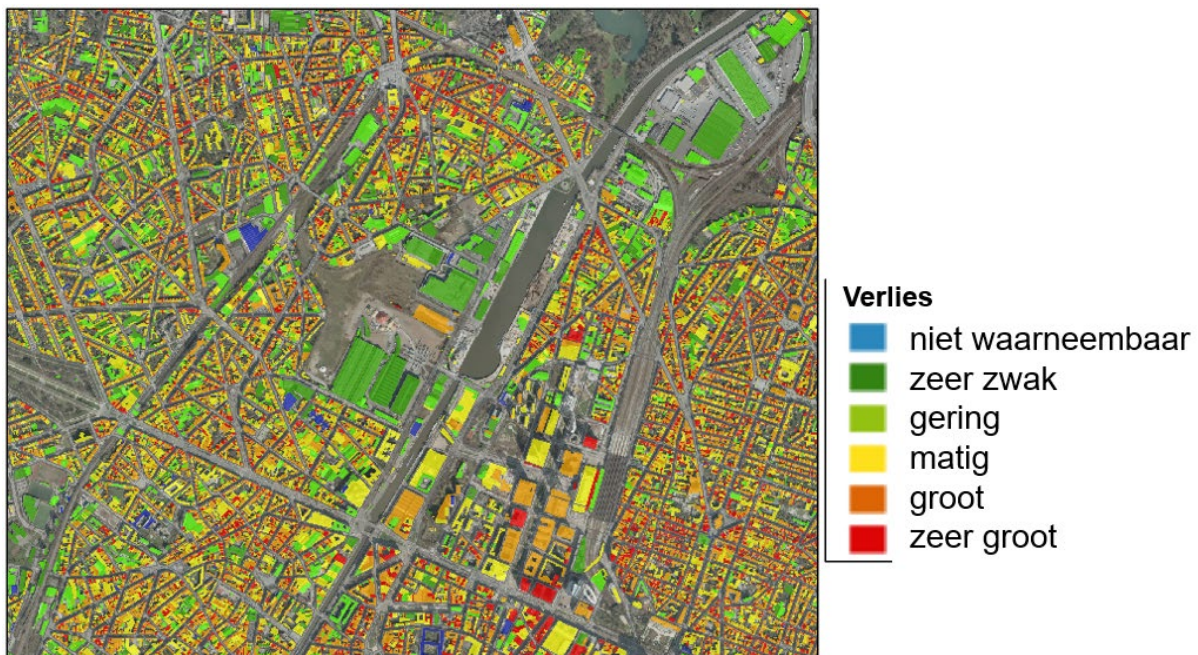 Verlies
niet waarneembaar
zeer zwak
gering
matig
groot
zeer groot